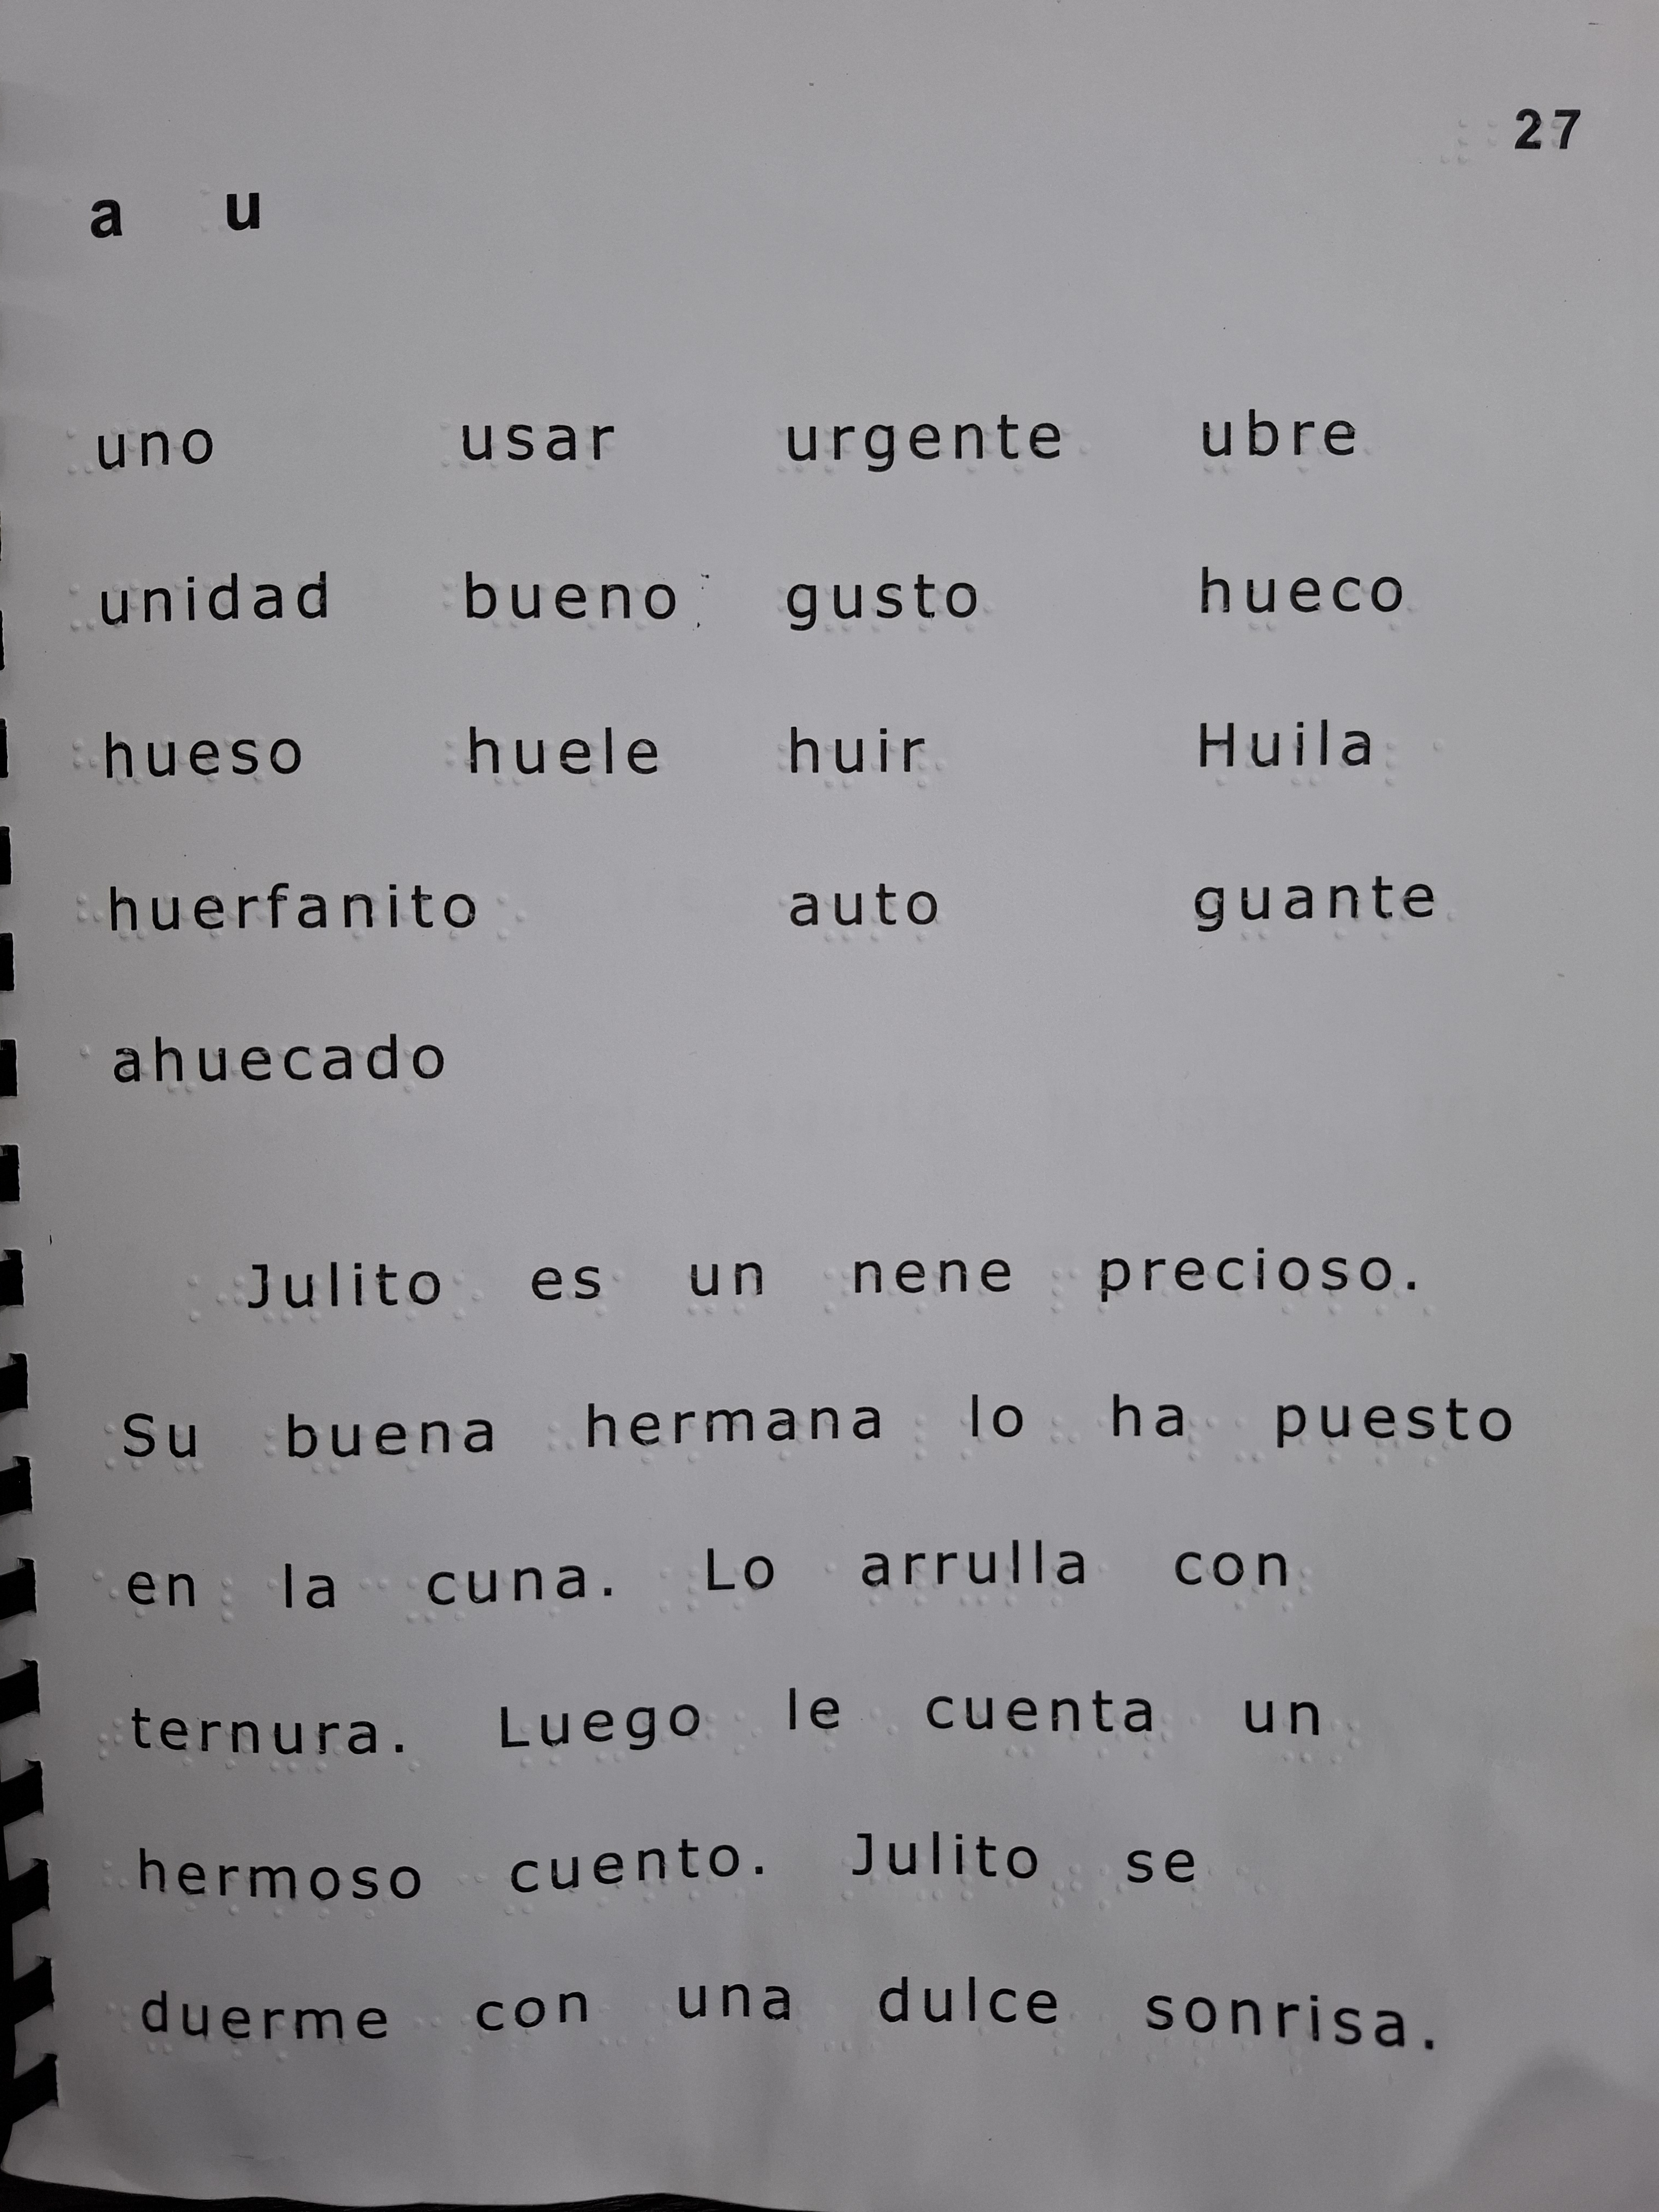 27
a u
uno usar urgente ubre
unidad bueno gusto hueco
hueso huele huir Huila
huerfanito auto guante
ahuecado
Julito es un nene precioso.
Su buena hermana lo ha puesto
en la cuna. Lo arrulla con
ternura. Luego le cuenta un
hermoso cuento. Julito se
duerme con una dulce sonrisa.